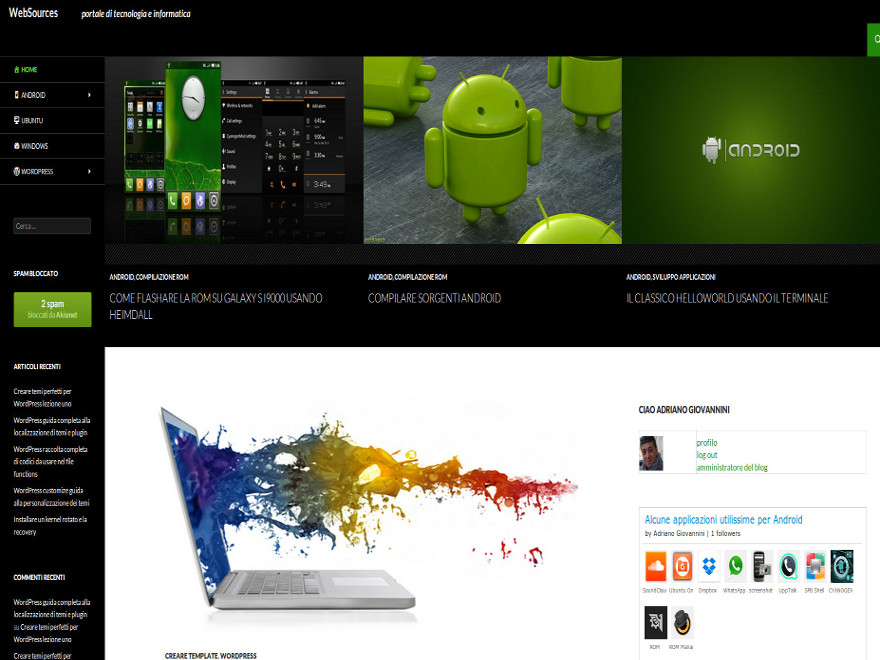 WebSources
portale di tecnologia e informatica
HOME
ANDROID
UBUNTU
WINDOWS
WORDPRESS
Cerca...
SPAM BLOCCATO
2 spam
bloccati da Akismet
ARTICOLI RECENTI
Creare temi perfetti per
WordPress lezione uno
WordPress guida completa alla
localizzazione di temi e plugin
WordPress raccolta completa
di codici da usare nel file
functions
WordPress customize guida
alla personalizzazione dei temi
Installare un kernel rotato e la
recovery
COMMENTI RECENTI
WordPress guida completa alla
localizzazione di temi e plugin
su Creare temi perfetti per
WordPress lezione uno
Creare temi perfetti per
ANDROID
ANDROID, COMPILAZIONE ROM
COME FLASHARE LA ROM SU GALAXY S I9000 USANDO
HEIMDALL
ANDROID, COMPILAZIONE ROM
COMPILARE SORGENTI ANDROID
ANDROID, SVILUPPO APPLICAZIONI
IL CLASSICO HELLOWORLD USANDO IL TERMINALE
CREARE TEMPLATE, WORDPRESS
CIAO ADRIANO GIOVANNINI
profilo
log out
amministratore del blog
Alcune applicazioni utilissime per Android
by Adriano Giovannini | 1 followers
SoundClou Ubuntu On Dropbox WhatsApp screenshot UppTalk SPB Shell CYANOGEN
ROM ROM Manag